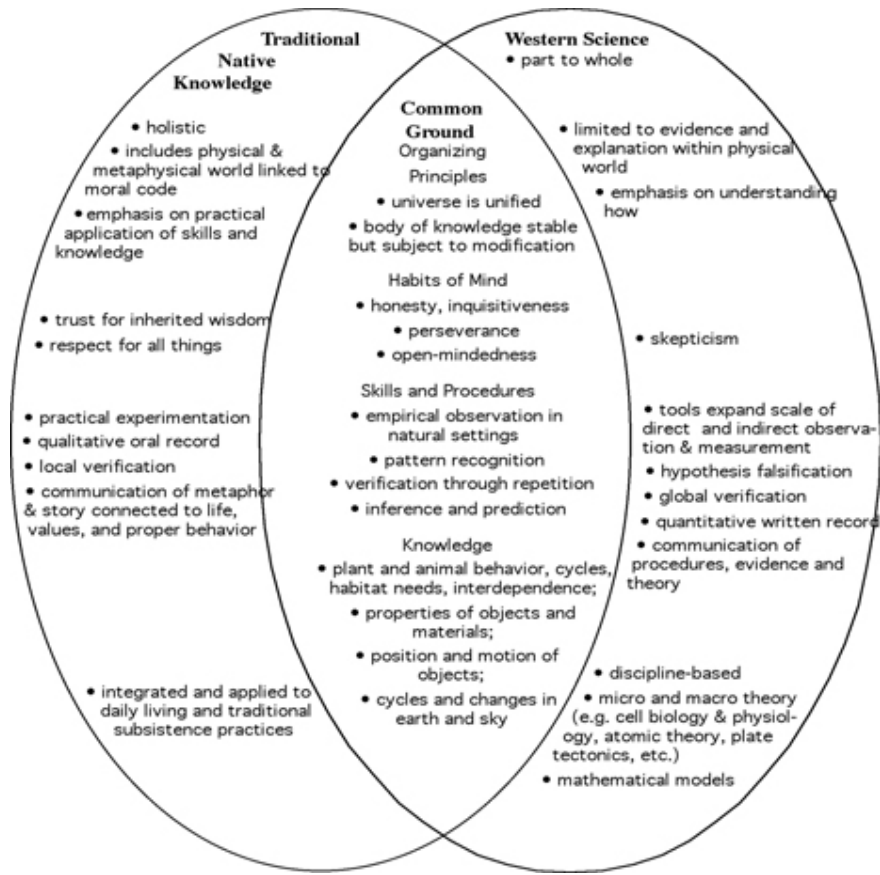 Traditional
Native
Knowledge
• holistic
• includes physical &
metaphysical world linked to
moral code
• emphasis on practical
application of skills and
knowledge
• trust for inherited wisdom
• respect for all things
• practical experimentation
• qualitative oral record
• local verification
• communication of metaphor
& story connected to life,
values, and proper behavior
• integrated and applied to
daily living and traditional
subsistence practices
Common
Ground
Organizing
Principles
• universe is unified
• body of knowledge stable
but subject to modification
Habits of Mind
• honesty, inquisitiveness
• perseverance
• open-mindedness
Skills and Procedures
• empirical observation in
natural settings
• pattern recognition
• verification through repetition
• inference and prediction
Knowledge
• plant and animal behavior, cycles,
habitat needs, interdependence;
• properties of objects and
materials;
• position and motion of
objects;
• cycles and changes in
earth and sky
Western Science
• part to whole
• limited to evidence and
explanation within physical
world
• emphasis on understanding
how
• skepticism
• tools expand scale of
direct and indirect observa-
tion & measurement
• hypothesis falsification
• global verification
• quantitative written record
• communication of
procedures, evidence and
theory
• discipline-based
• micro and macro theory
(e.g. cell biology & physiol-
ogy, atomic theory, plate
tectonics, etc.)
• mathematical models